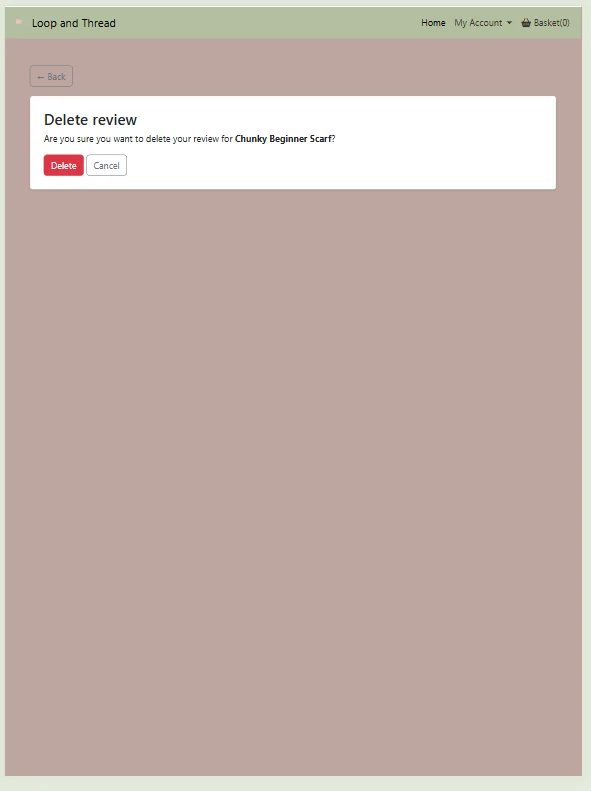 Loop and Thread
Home My Account Basket(0)
← Back
Delete review
Are you sure you want to delete your review for Chunky Beginner Scarf?
Delete Cancel